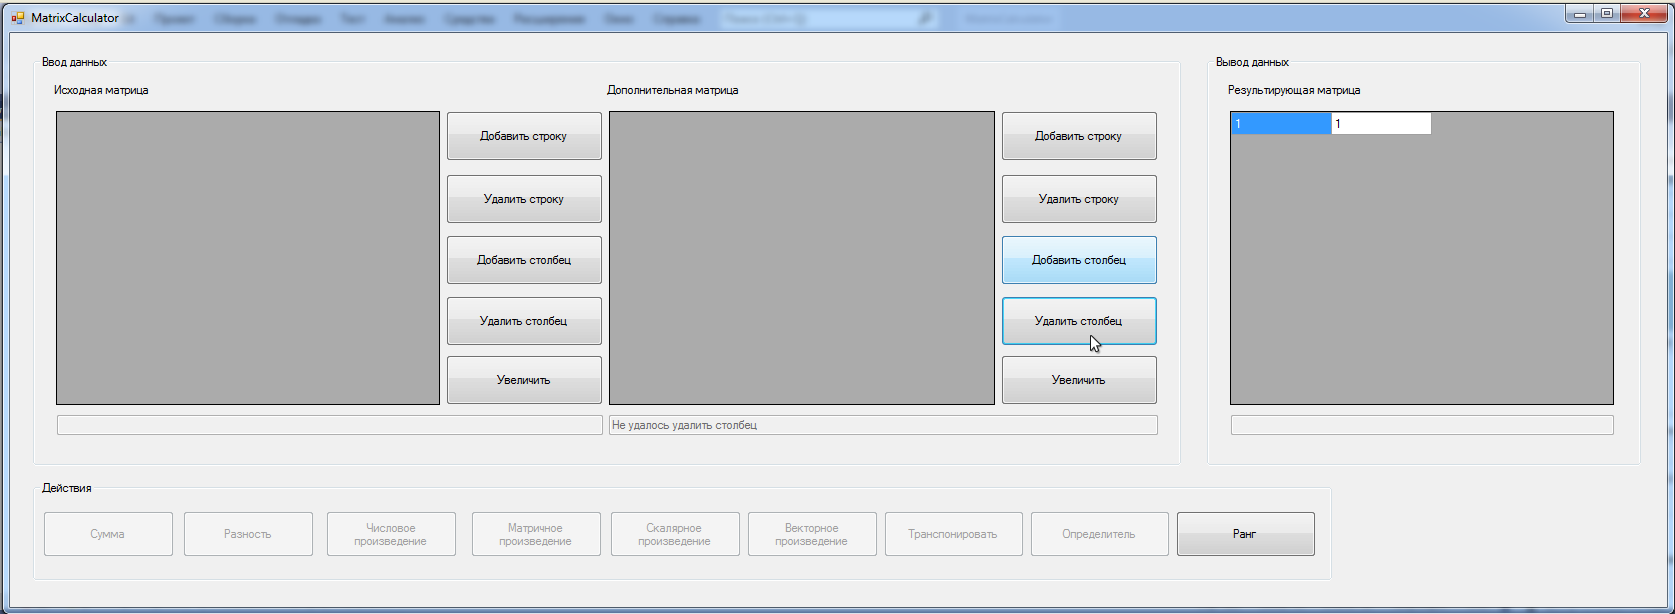 MatrixCalculator
Ввод данных
Исходная матрица
Дополнительная матрица
Добавить строку
Удалить строку
Добавить столбец
Удалить столбец
Увеличить
Добавить строку
Удалить строку
Добавить столбец
Удалить столбец
Увеличить
Не удалось удалить столбец
Вывод данных
Результирующая матрица
1 1
Действия
Сумма
Разность
Числовое
произведение
Матричное
произведение
Скалярное
произведение
Векторное
произведение
Транспонировать
Определитель
Ранг